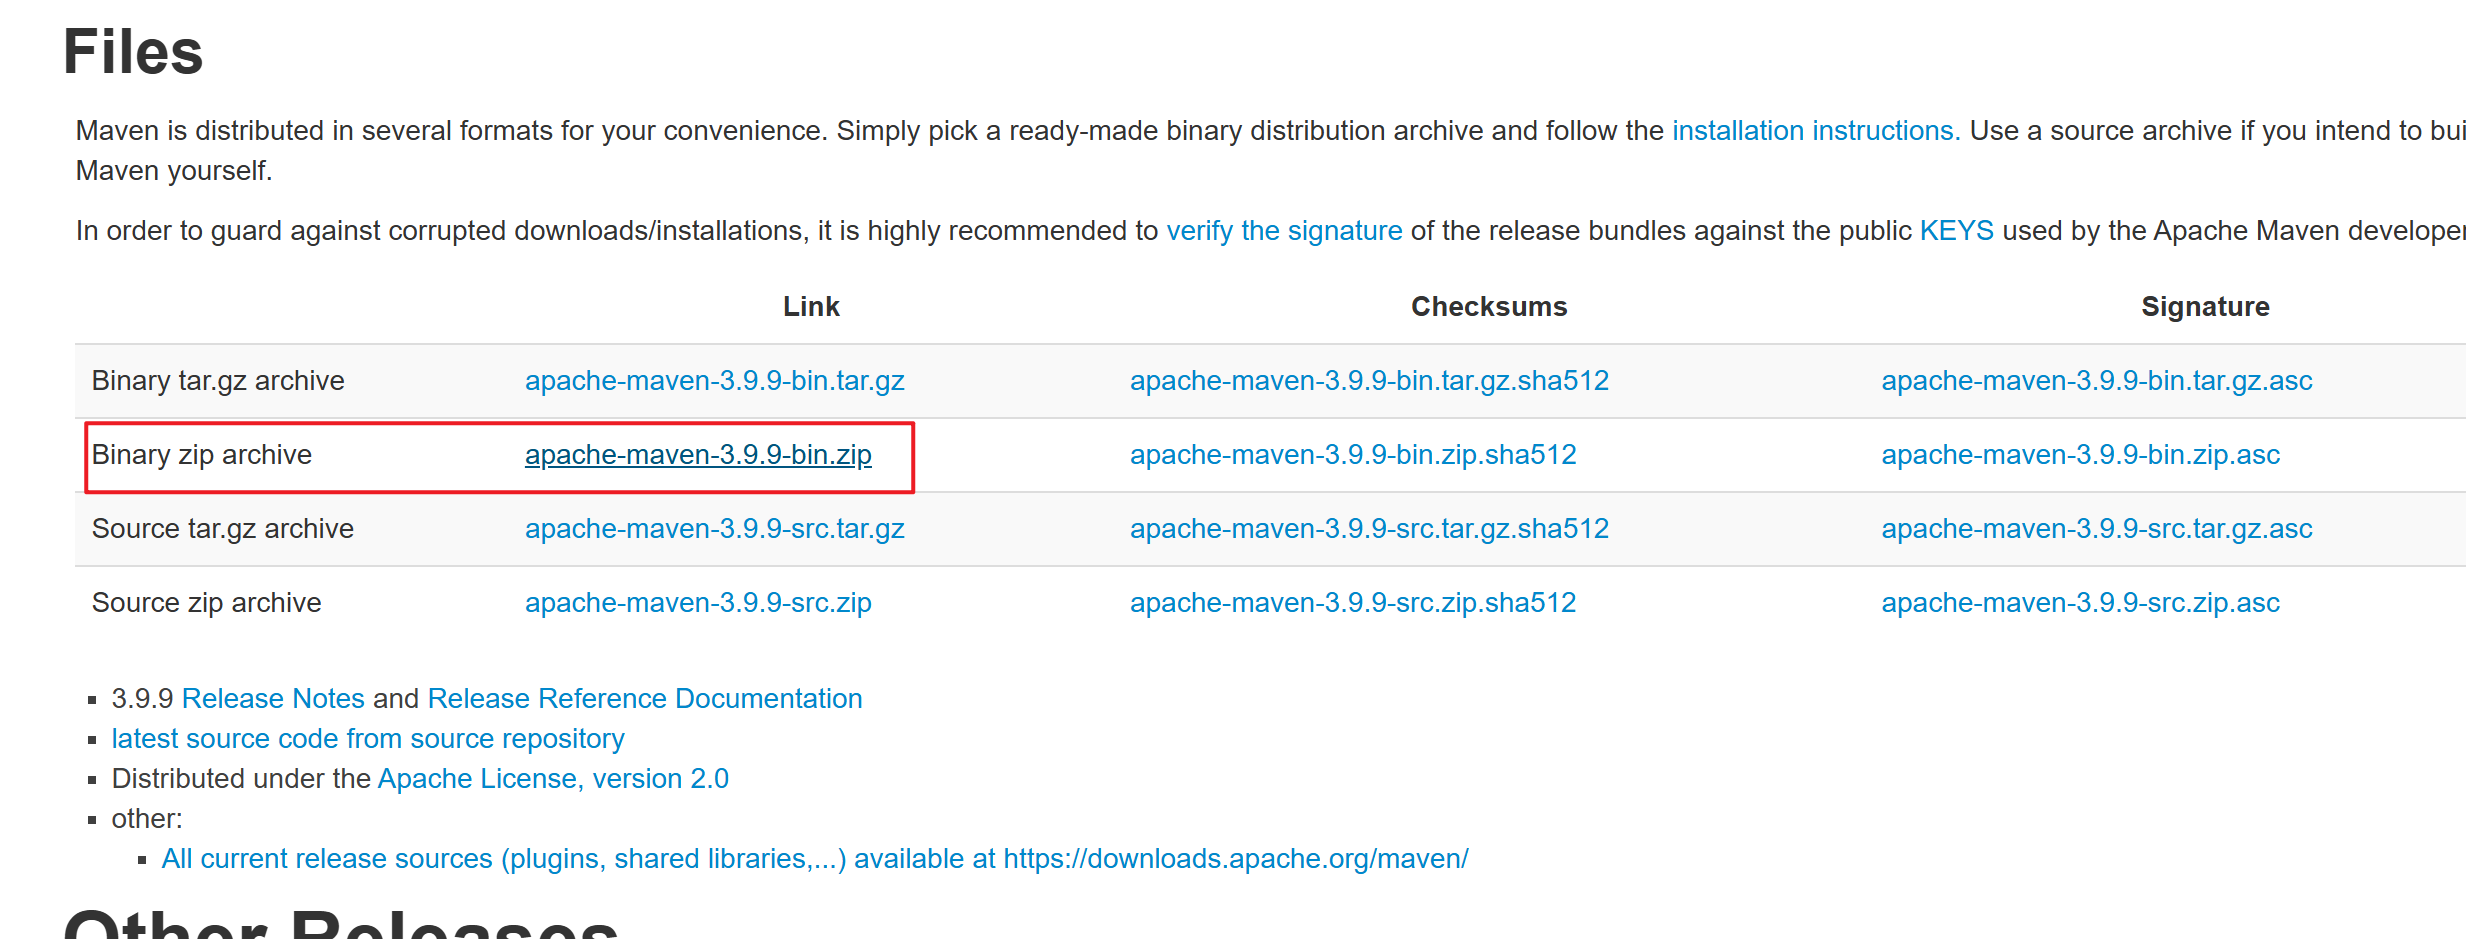 Files
Maven is distributed in several formats for your convenience. Simply pick a ready-made binary distribution archive and follow the installation instructions. Use a source archive if you intend to
Maven yourself.
In order to guard against corrupted downloads/installations, it is highly recommended to verify the signature of the release bundles against the public KEYS used by the Apache Maven
Link Checksums Signature
Binary tar.gz archive apache-maven-3.9.9-bin.tar.gz apache-maven-3.9.9-bin.tar.gz.sha512 apache-maven-3.9.9-bin.tar.gz.asc
Binary zip archive apache-maven-3.9.9-bin.zip apache-maven-3.9.9-bin.zip.sha512 apache-maven-3.9.9-bin.zip.asc
Source tar.gz archive apache-maven-3.9.9-src.tar.gz apache-maven-3.9.9-src.tar.gz.sha512 apache-maven-3.9.9-src.tar.gz.asc
Source zip archive apache-maven-3.9.9-src.zip apache-maven-3.9.9-src.zip.sha512 apache-maven-3.9.9-src.zip.asc
3.9.9 Release Notes and Release Reference Documentation
latest source code from source repository
Distributed under the Apache License, version 2.0
other:
All current release sources (plugins, shared libraries,...) available at https://downloads.apache.org/maven/
Other Releases